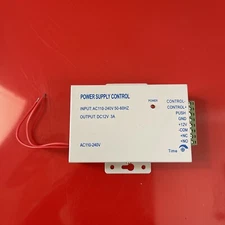 POWER SUPPLY CONTROL
INPUT:AC110-240V/50-60HZ
OUTPUT:DC12V 3A
POWER
CONTROL-
CONTROL+
PUSH
GND
+12V
-COM
+NC
+NO
Time
AC110-240V